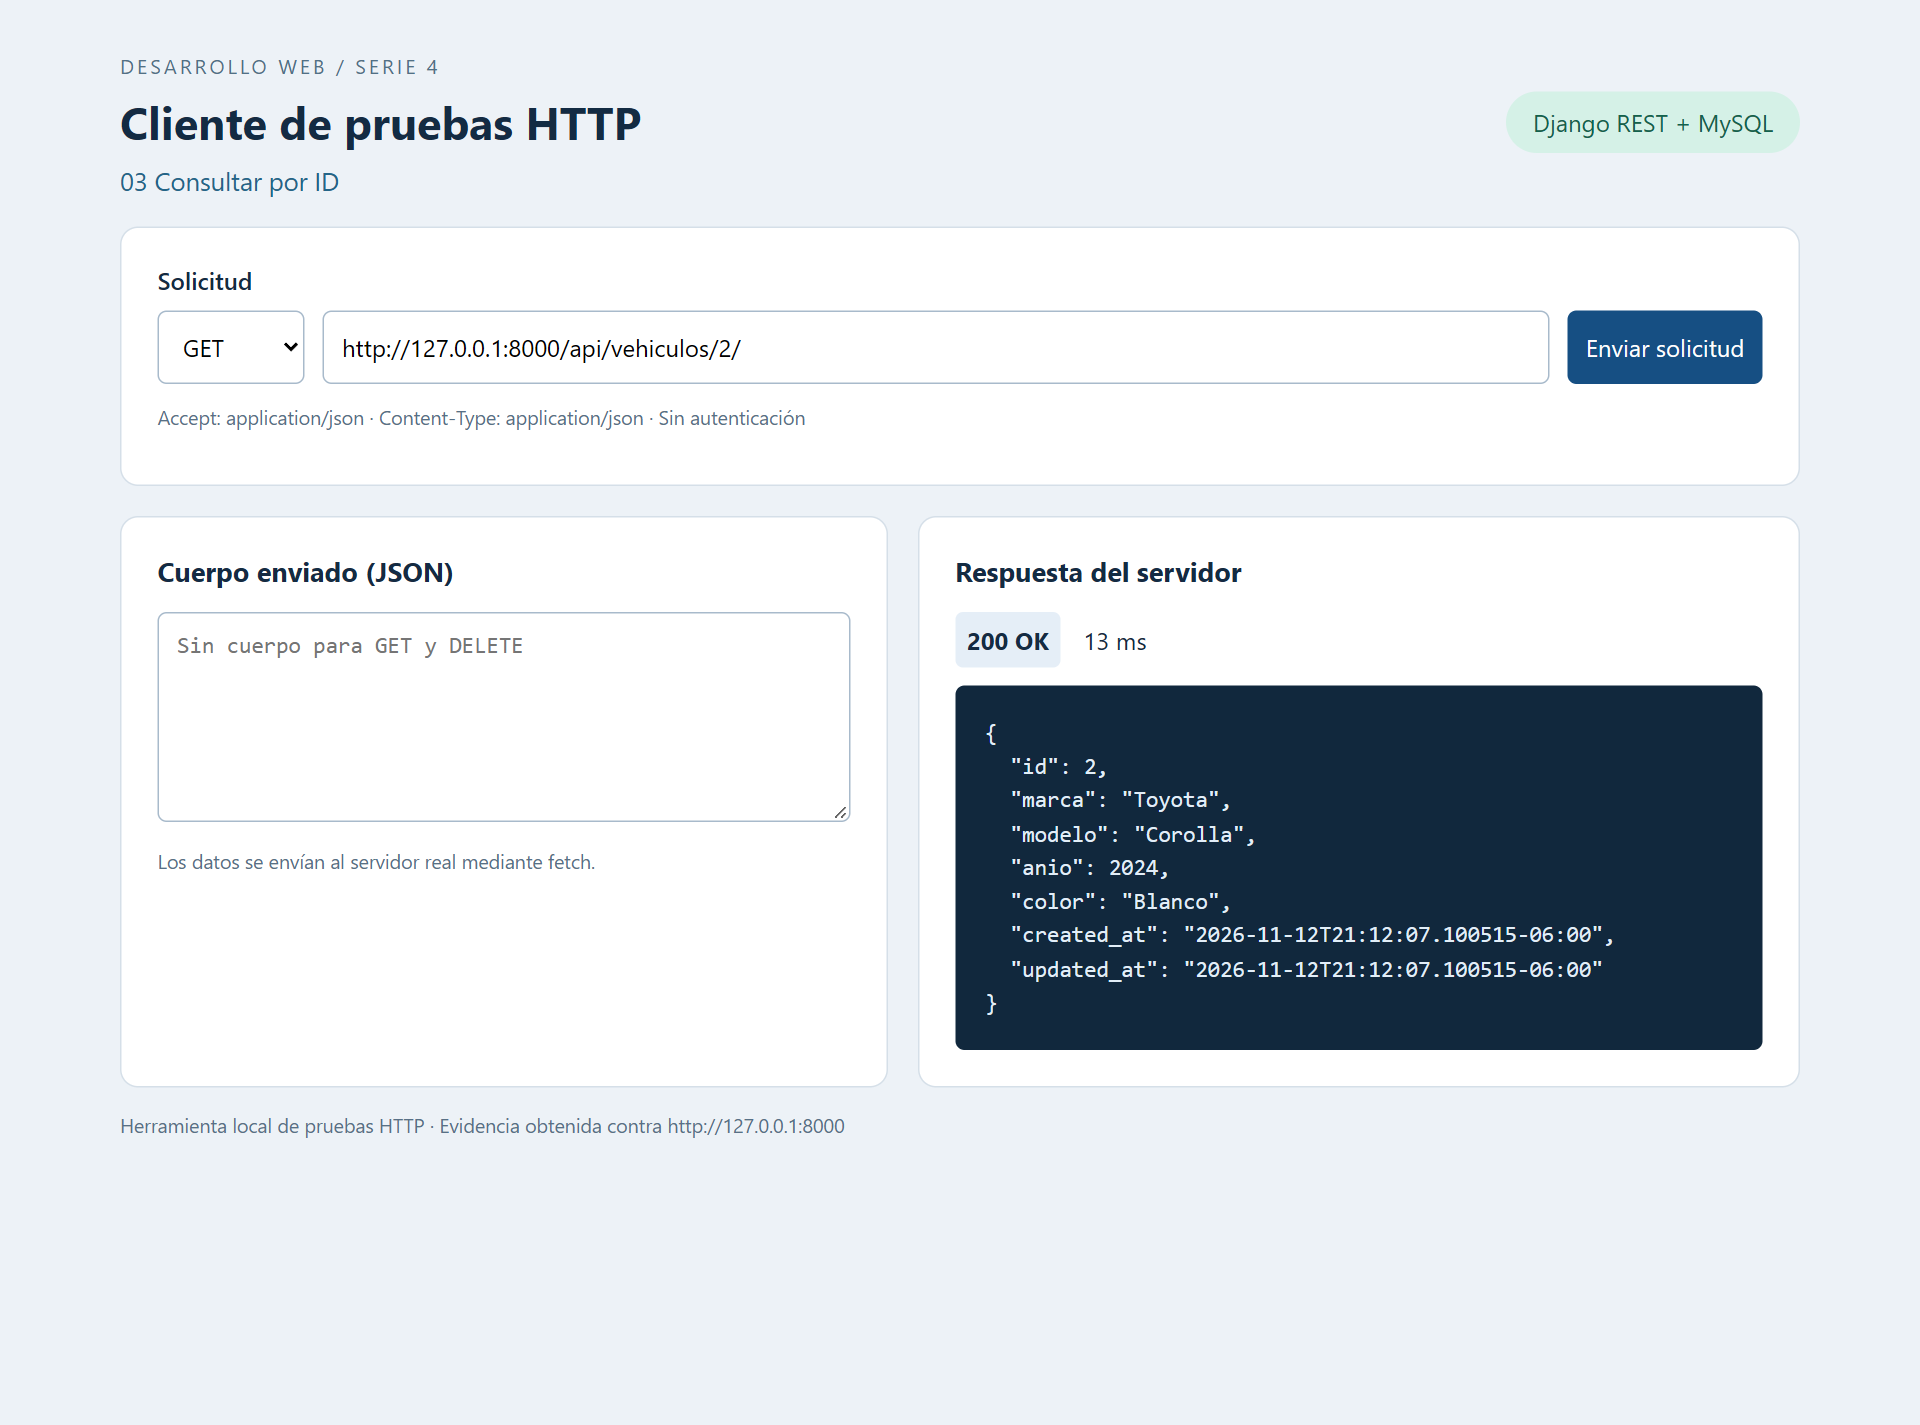 DESARROLLO WEB / SERIE 4
Cliente de pruebas HTTP
Django REST + MySQL
03 Consultar por ID
Solicitud
GET
http://127.0.0.1:8000/api/vehiculos/2/
Enviar solicitud
Accept: application/json · Content-Type: application/json · Sin autenticación
Cuerpo enviado (JSON)
Sin cuerpo para GET y DELETE
Los datos se envían al servidor real mediante fetch.
Respuesta del servidor
200 OK
13 ms
{
  "id": 2,
  "marca": "Toyota",
  "modelo": "Corolla",
  "anio": 2024,
  "color": "Blanco",
  "created_at": "2026-11-12T21:12:07.100515-06:00",
  "updated_at": "2026-11-12T21:12:07.100515-06:00"
}
Herramienta local de pruebas HTTP · Evidencia obtenida contra http://127.0.0.1:8000